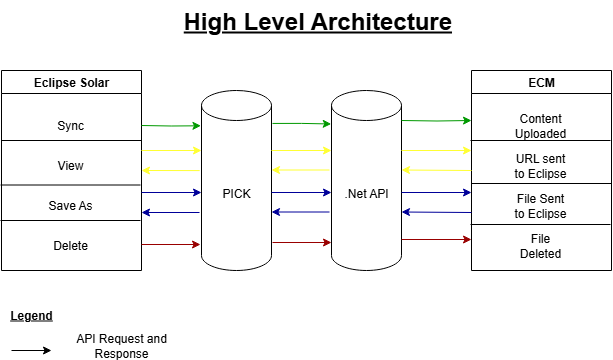 High Level Architecture
Eclipse Solar
ECM
Sync
Content
Uploaded
View
URL sent
to Eclipse
PICK
.Net API
Save As
File Sent
to Eclipse
Delete
File
Deleted
Legend
API Request and
Response